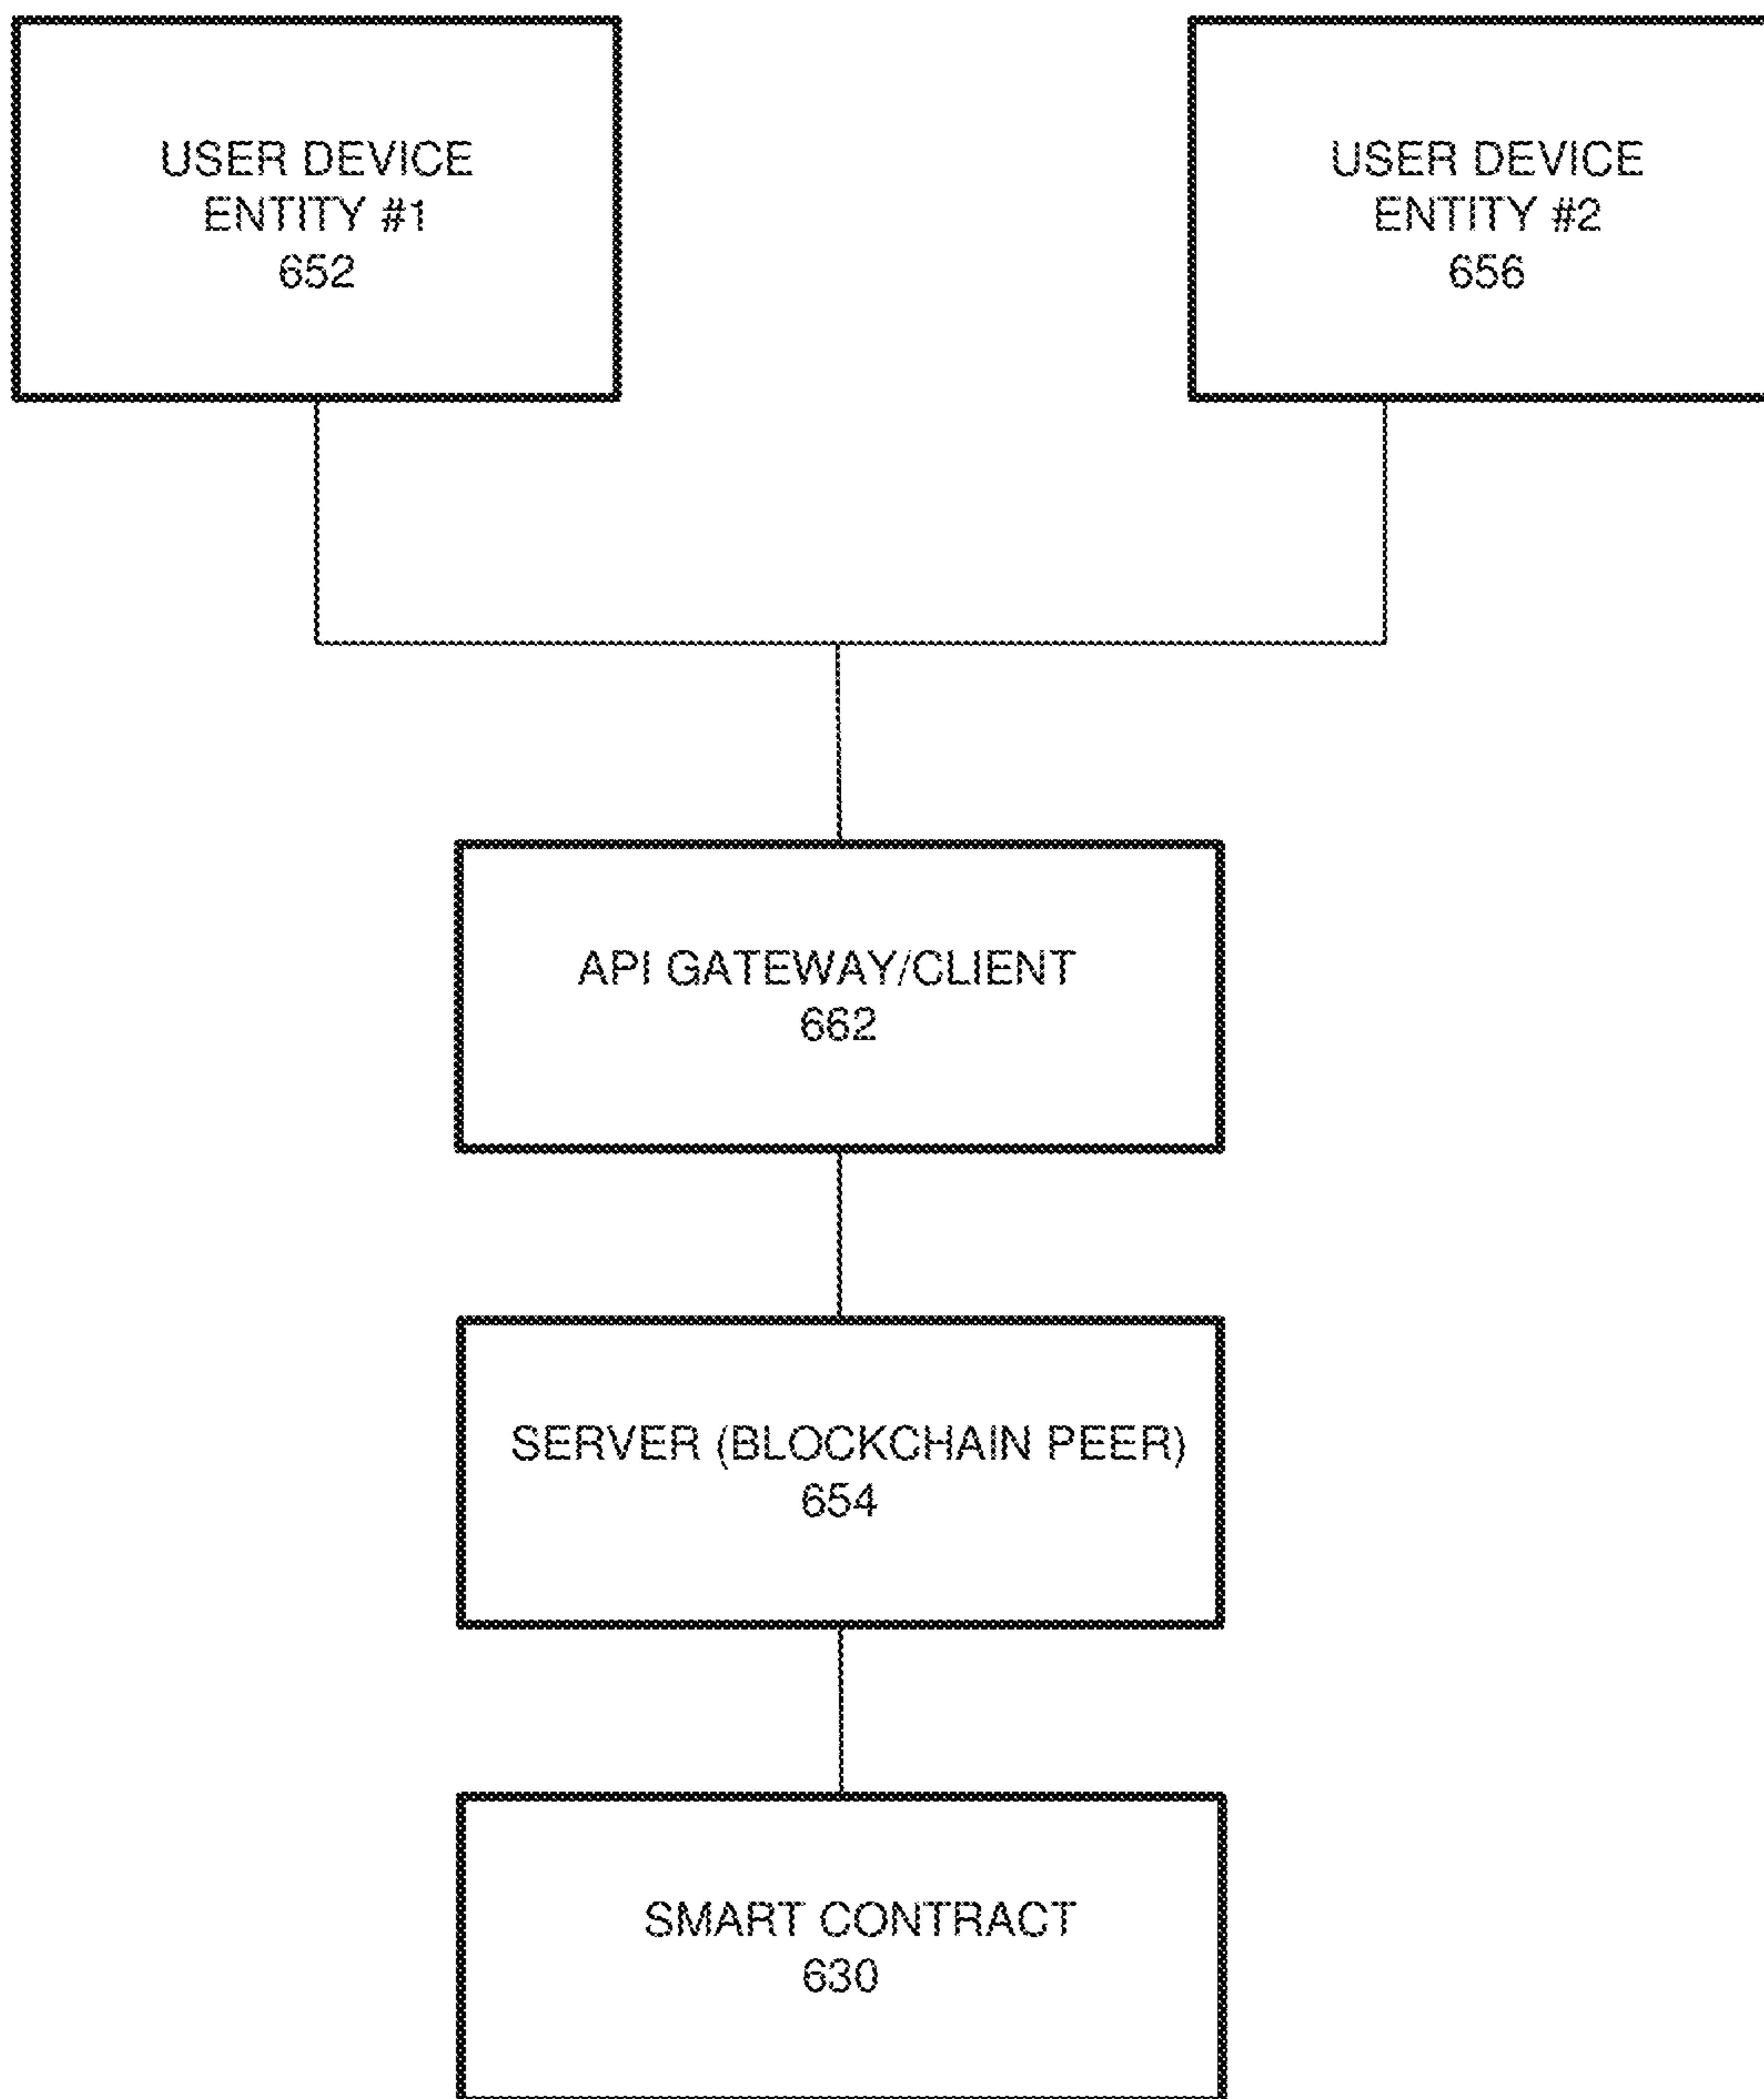 USER DEVICE
ENTITY #1
652
USER DEVICE
ENTITY #2
656
API GATEWAY/CLIENT
662
SERVER (BLOCKCHAIN PEER)
654
SMART CONTRACT
630